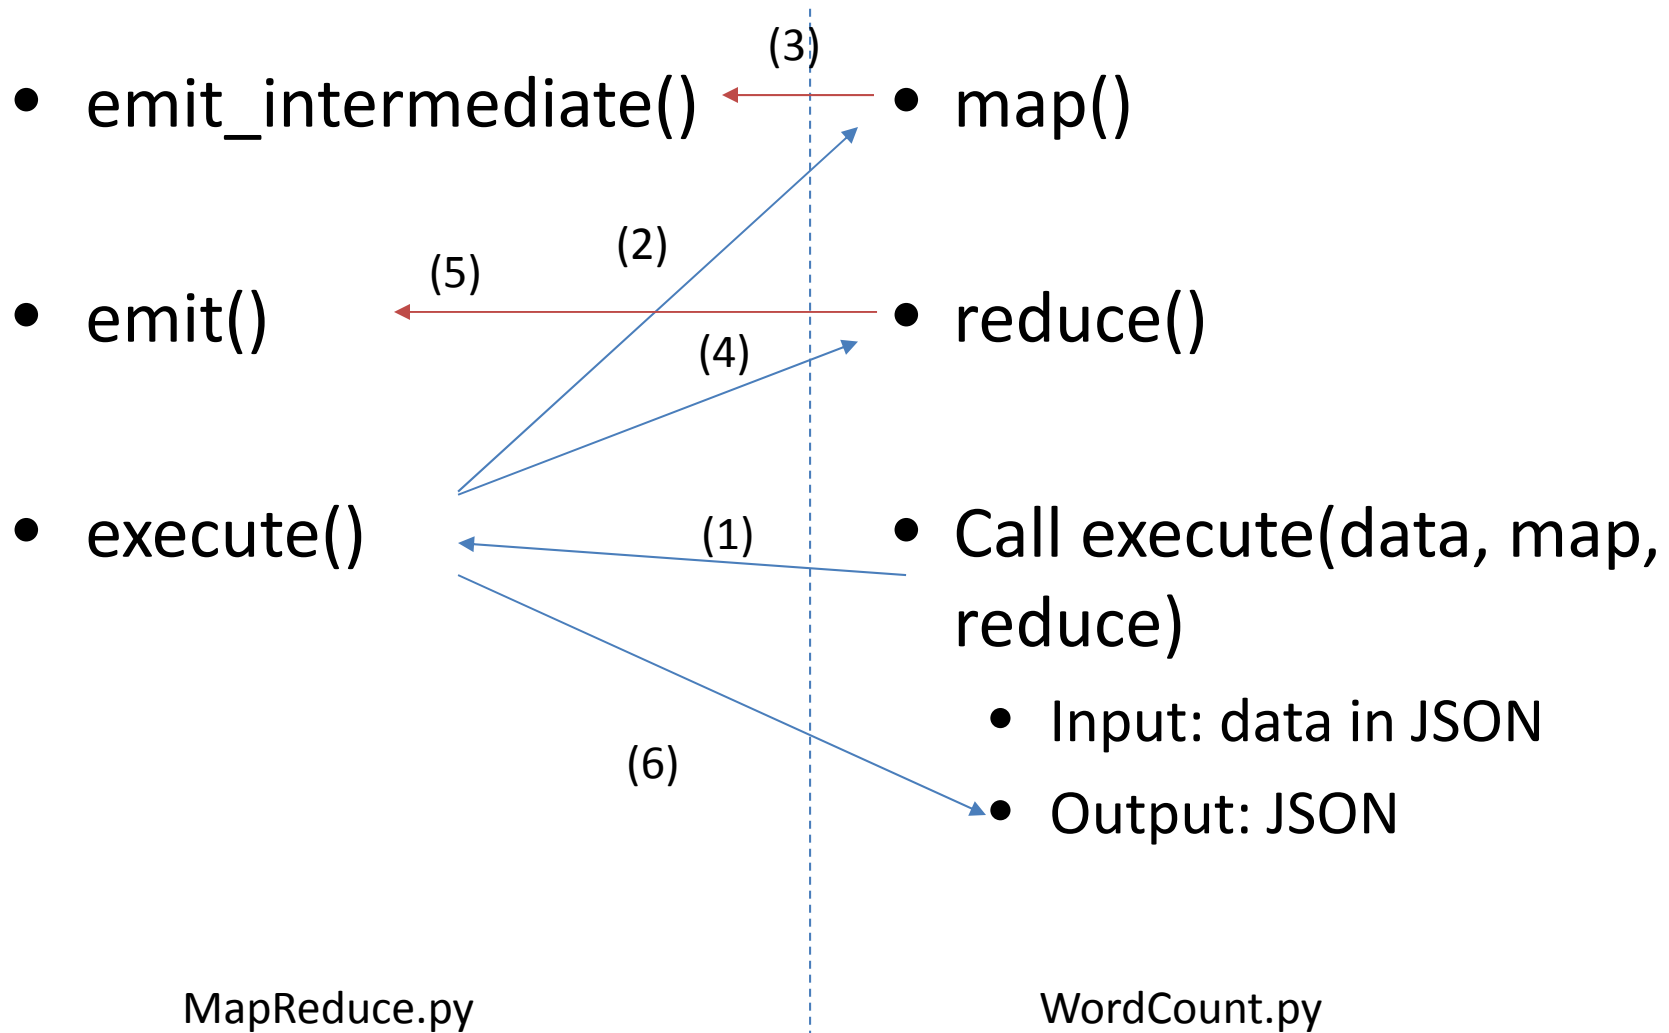 • emit_intermediate()
• emit()
• execute()
(3)
(2)
(5)
(4)
(1)
(6)
• map()
• reduce()
• Call execute(data, map,
reduce)
• Input: data in JSON
• Output: JSON
MapReduce.py
WordCount.py